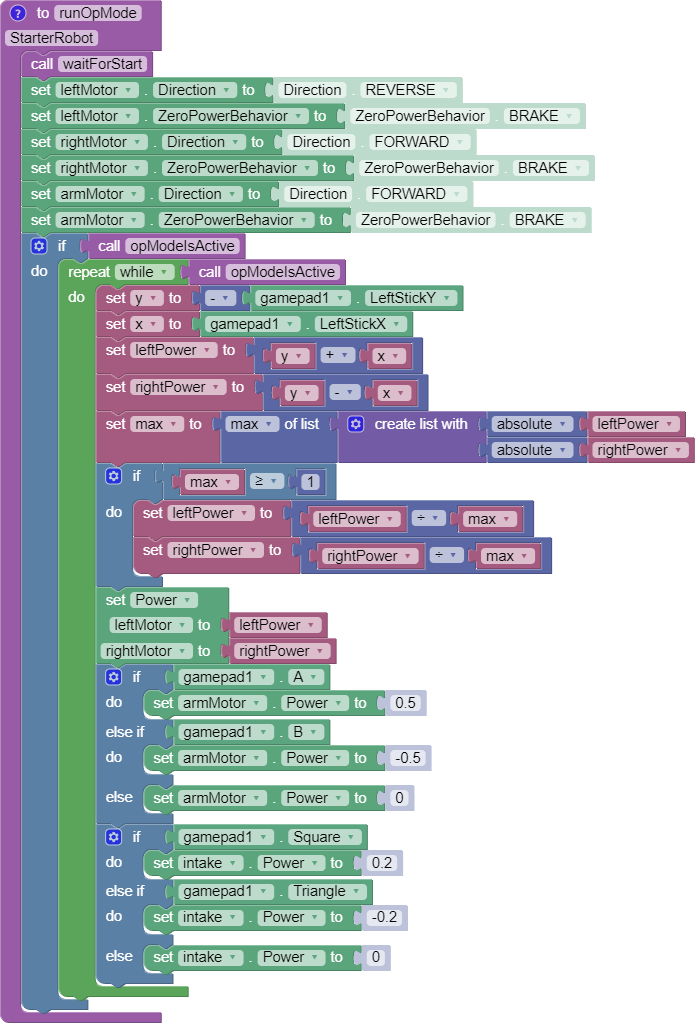 ? to runOpMode
StarterRobot
call waitForStart
set leftMotor . Direction to Direction . REVERSE
set leftMotor . ZeroPowerBehavior to ZeroPowerBehavior . BRAKE
set rightMotor . Direction to Direction . FORWARD
set rightMotor . ZeroPowerBehavior to ZeroPowerBehavior . BRAKE
set armMotor . Direction to Direction . FORWARD
set armMotor . ZeroPowerBehavior to ZeroPowerBehavior . BRAKE
if call opModeIsActive
do repeat while call opModeIsActive
do set y to - gamepad1 . LeftStickY
set x to gamepad1 . LeftStickX
set leftPower to y + x
set rightPower to y - x
set max to max of list create list with absolute leftPower
absolute rightPower
if max ≥ 1
do set leftPower to leftPower ÷ max
set rightPower to rightPower ÷ max
set Power
leftMotor to leftPower
rightMotor to rightPower
if gamepad1 . A
do set armMotor . Power to 0.5
else if gamepad1 . B
do set armMotor . Power to -0.5
else set armMotor . Power to 0
if gamepad1 . Square
do set intake . Power to 0.2
else if gamepad1 . Triangle
do set intake . Power to -0.2
else set intake . Power to 0